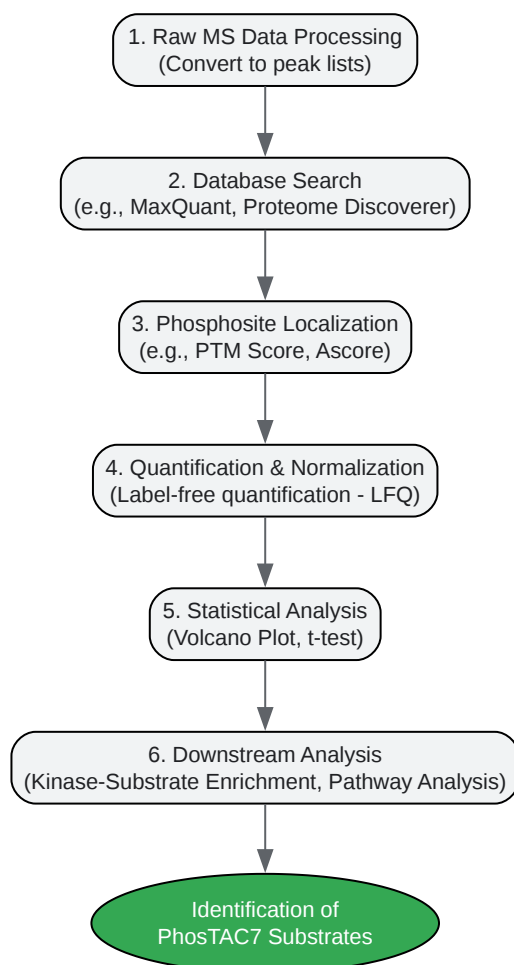 1. Raw MS Data Processing
(Convert to peak lists)
2. Database Search
(e.g., MaxQuant, Proteome Discoverer)
3. Phosphosite Localization
(e.g., PTM Score, Ascore)
4. Quantification & Normalization
(Label-free quantification - LFQ)
5. Statistical Analysis
(Volcano Plot, t-test)
6. Downstream Analysis
(Kinase-Substrate Enrichment, Pathway Analysis)
Identification of
PhosTAC7 Substrates